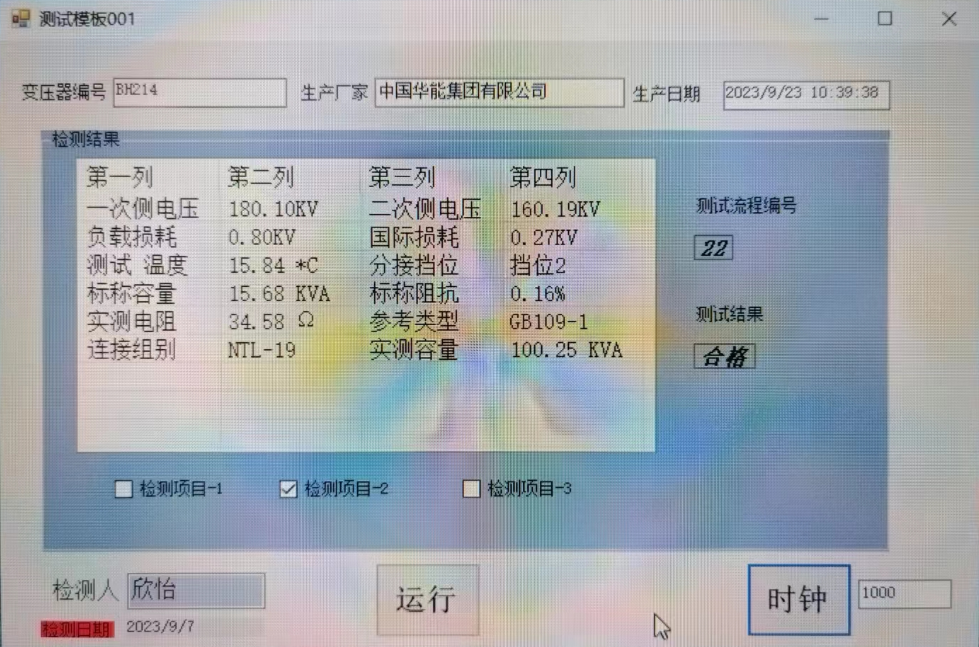 测试模板001
变压器编号 BH214 生产厂家 中国华能集团有限公司 生产日期 2023/9/23 10:39:38
检测结果
第一列 第二列 第三列 第四列
一次侧电压 180.10KV 二次侧电压 160.19KV
负载损耗 0.80KV 国际损耗 0.27KV
测试 温度 15.84 *C 分接挡位 挡位2
标称容量 15.68 KVA 标称阻抗 0.16%
实测电阻 34.58 Ω 参考类型 GB109-1
连接组别 NTL-19 实测容量 100.25 KVA
测试流程编号
22
测试结果
合格
检测项目-1 检测项目-2 检测项目-3
检测人 欣怡 运行 时钟 1000
检测日期 2023/9/7